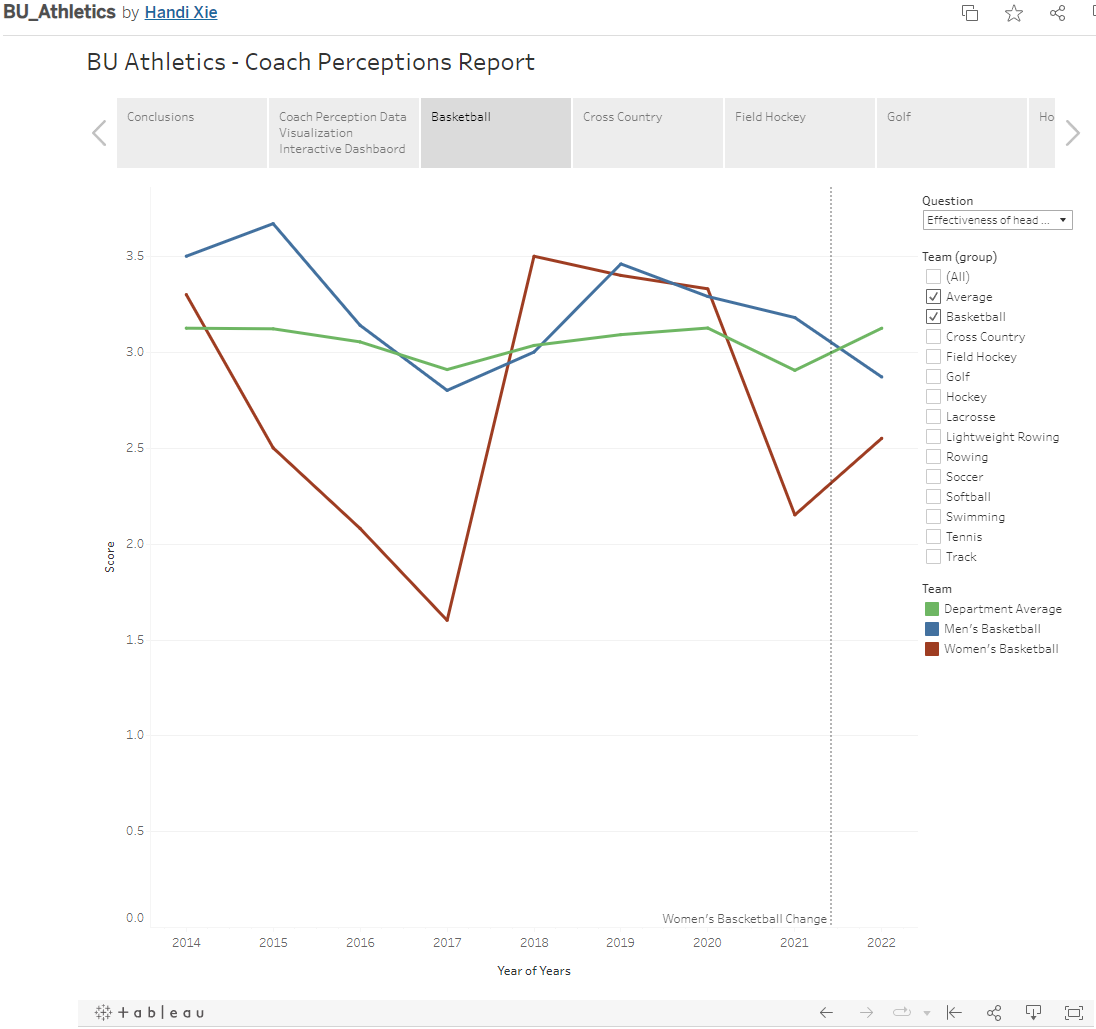 BU_Athletics by Handi Xie
BU Athletics - Coach Perceptions Report
Conclusions
Coach Perception Data
Visualization
Interactive Dashbaord
Basketball
Cross Country
Field Hockey
Golf
Ho
Question
Effectiveness of head ...
Team (group)
(All)
Average
Basketball
Cross Country
Field Hockey
Golf
Hockey
Lacrosse
Lightweight Rowing
Rowing
Soccer
Softball
Swimming
Tennis
Track
Team
Department Average
Men's Basketball
Women's Basketball
3.5
3.0
2.5
2.0
1.5
1.0
0.5
0.0
Score
Women's Bascketball Change
2014 2015 2016 2017 2018 2019 2020 2021 2022
Year of Years
+ a b l e a u